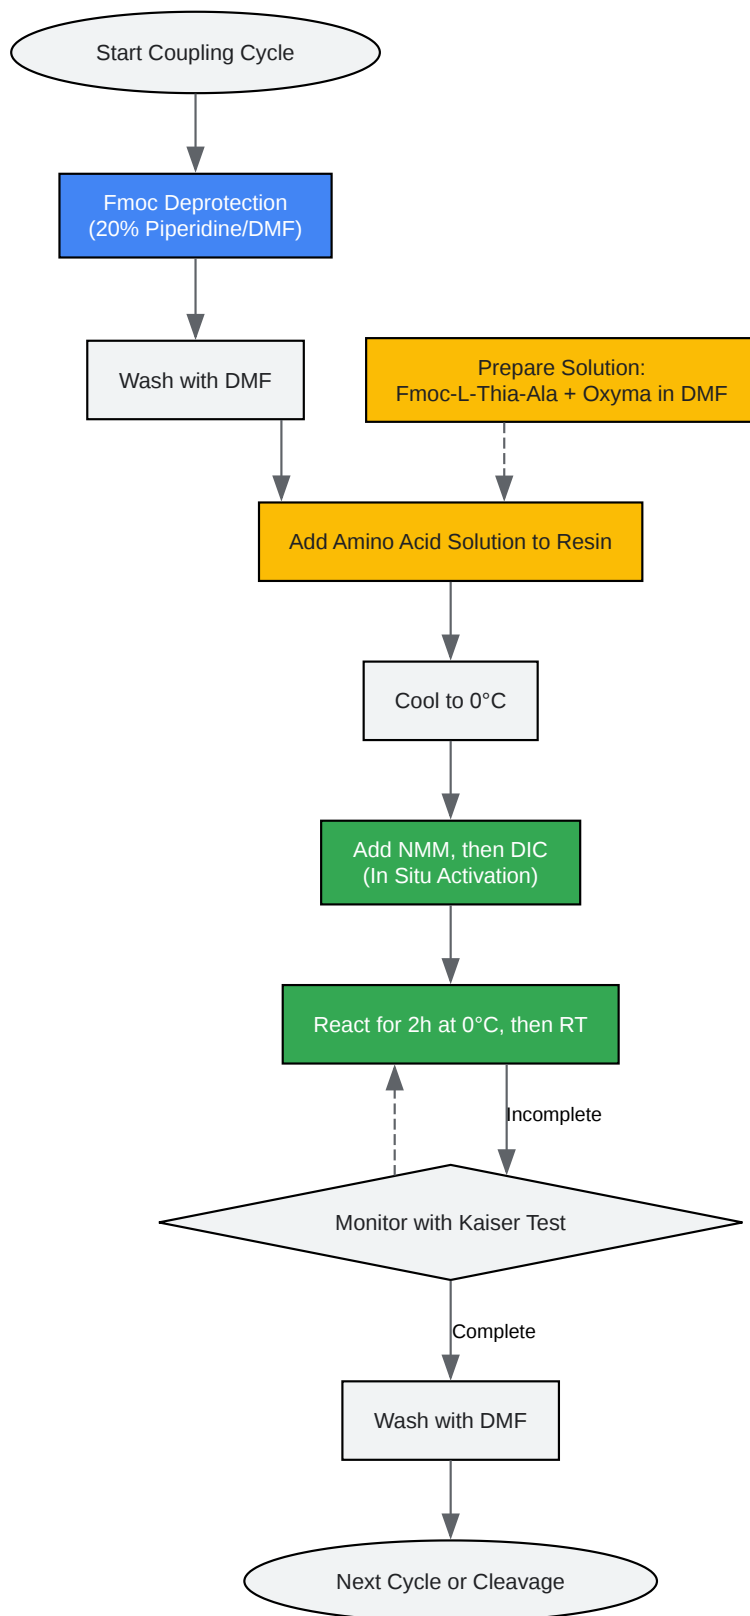 Start Coupling Cycle
Fmoc Deprotection
(20% Piperidine/DMF)
Wash with DMF
Prepare Solution:
Fmoc-L-Thia-Ala + Oxyma in DMF
Add Amino Acid Solution to Resin
Cool to 0°C
Add NMM, then DIC
(In Situ Activation)
React for 2h at 0°C, then RT
Incomplete
Monitor with Kaiser Test
Complete
Wash with DMF
Next Cycle or Cleavage